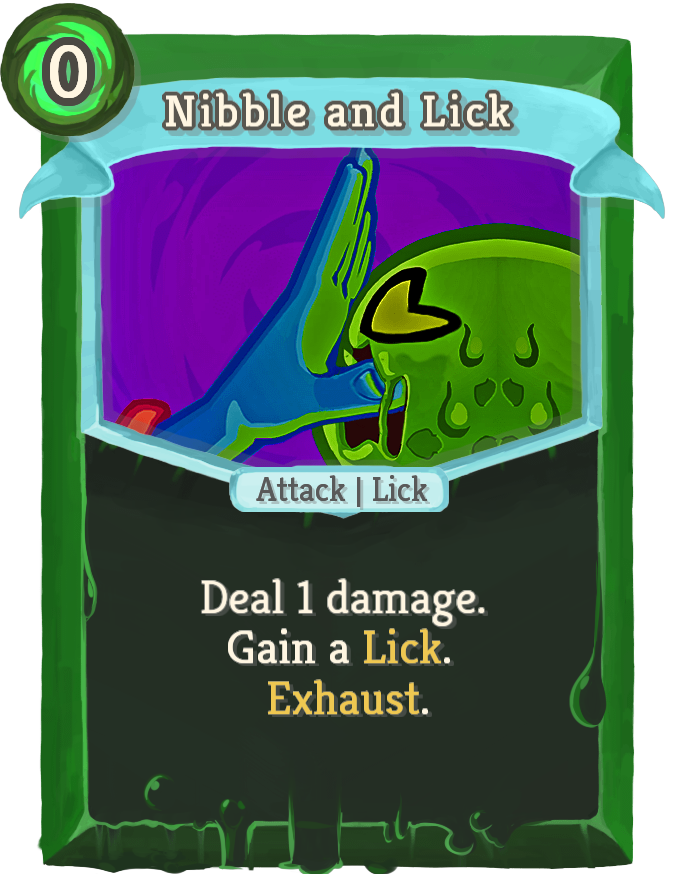 0
Nibble and Lick
Attack | Lick
Deal 1 damage.
Gain a Lick.
Exhaust.